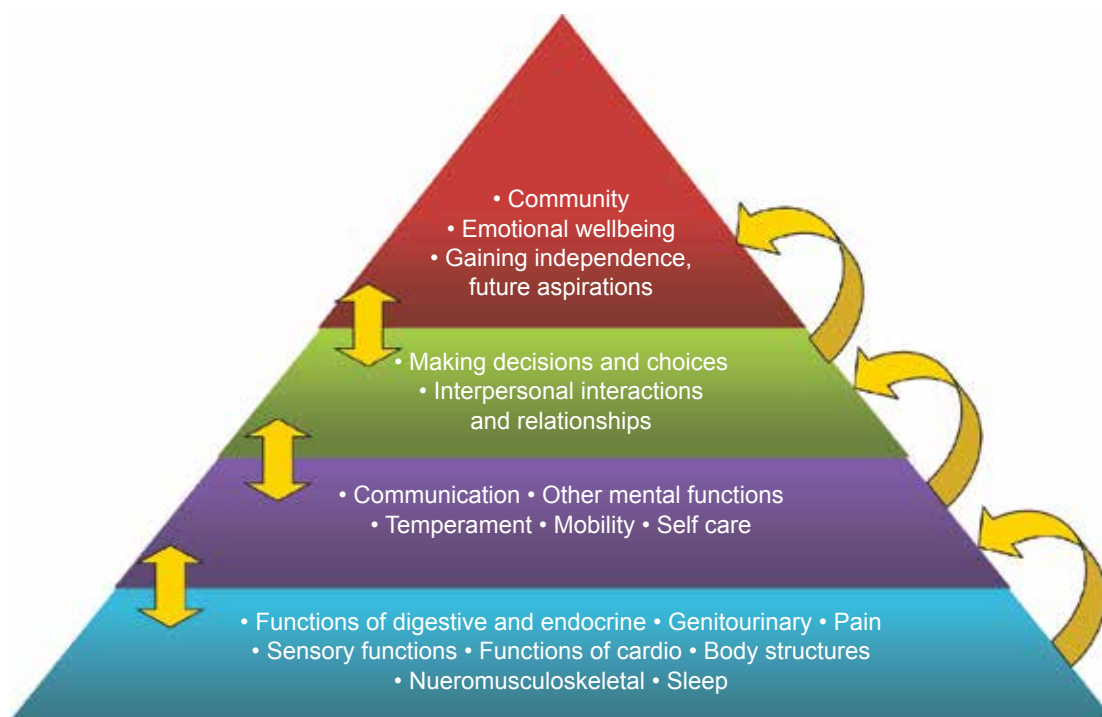 • Community
• Emotional wellbeing
• Gaining independence,
future aspirations
• Making decisions and choices
• Interpersonal interactions
and relationships
• Communication • Other mental functions
• Temperament • Mobility • Self care
• Functions of digestive and endocrine • Genitourinary • Pain
• Sensory functions • Functions of cardio • Body structures
• Nueromusculoskeletal • Sleep